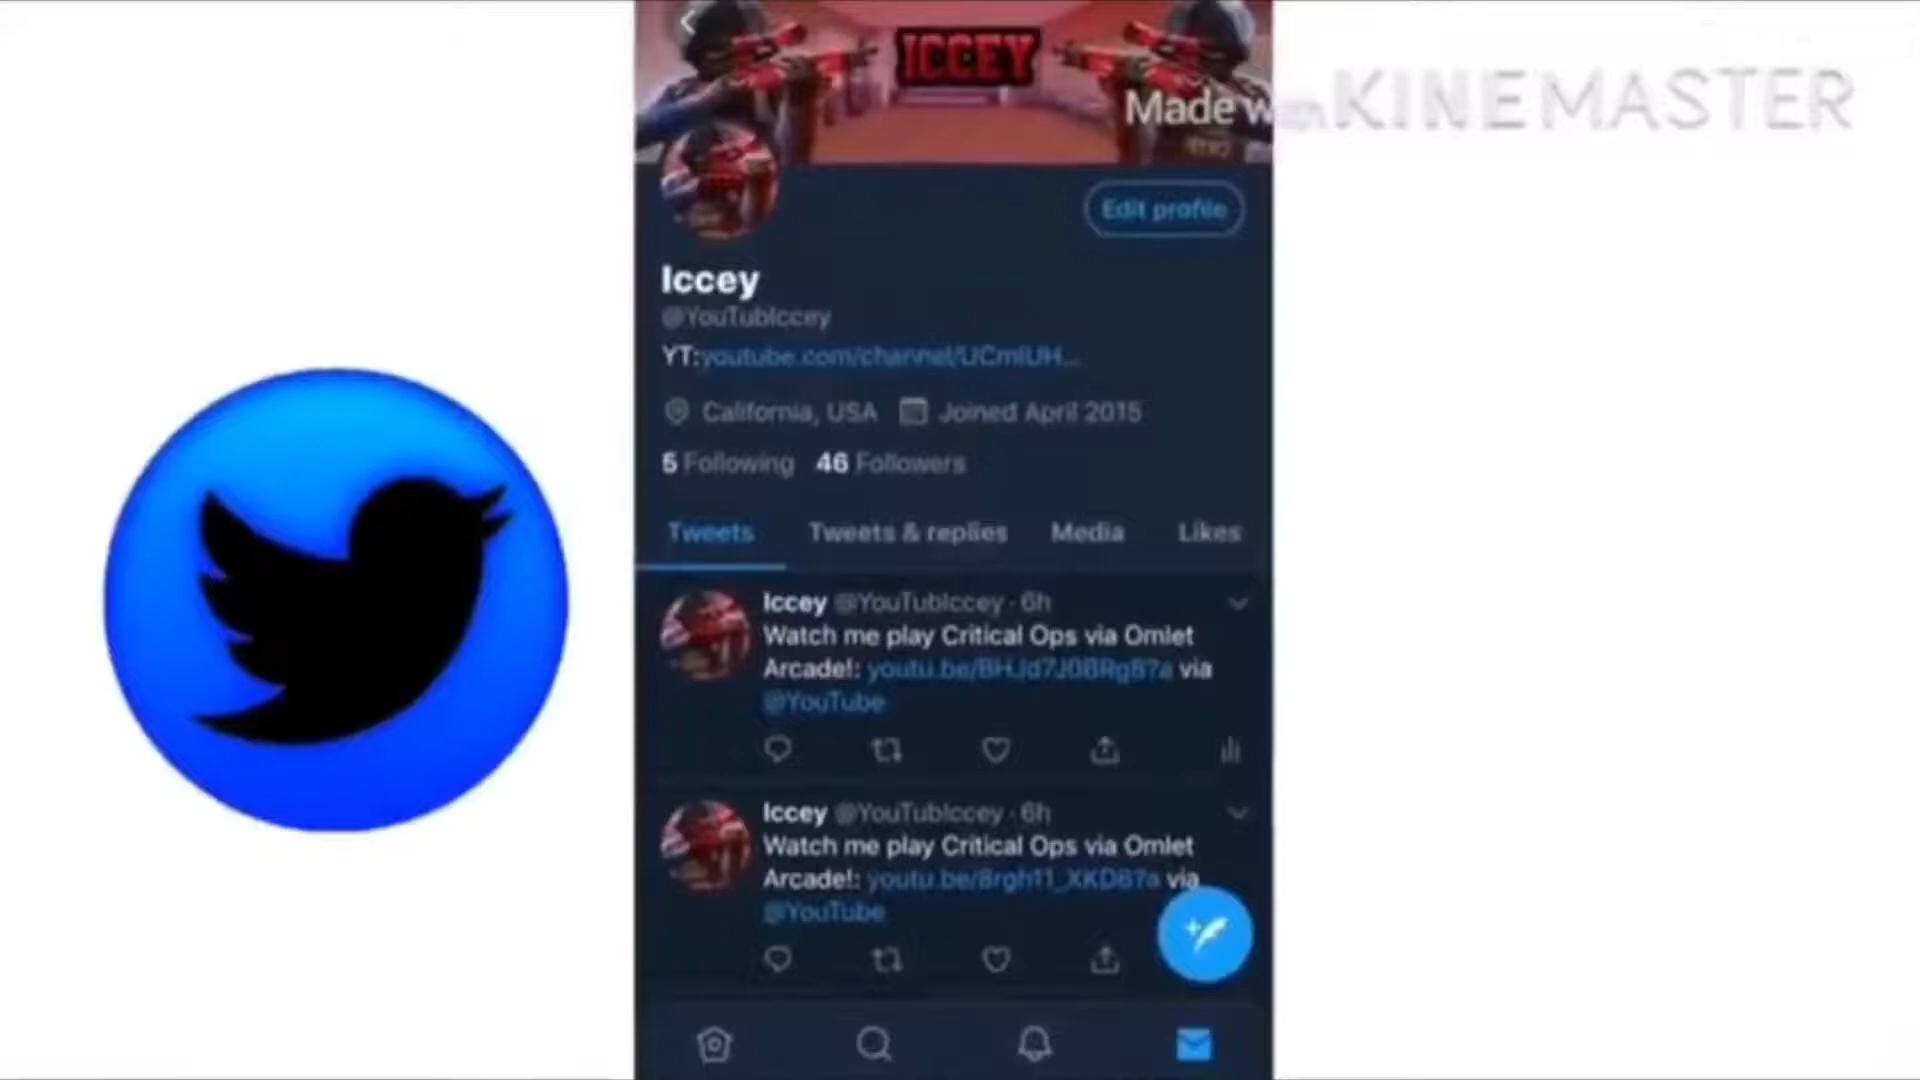 ICCEY
Made with KINEMASTER
Edit profile
Iccey
@YouTubIccey
YT:youtube.com/channel/UCmIUH...
California, USA Joined April 2015
5 Following 46 Followers
Tweets Tweets & replies Media Likes
Iccey @YouTubIccey · 6h
Watch me play Critical Ops via Omlet
Arcade!: youtu.be/BHJd7J0BRg8?a via
@YouTube
Iccey @YouTubIccey · 6h
Watch me play Critical Ops via Omlet
Arcade!: youtu.be/8rgh11_XKD8?a via
@YouTube